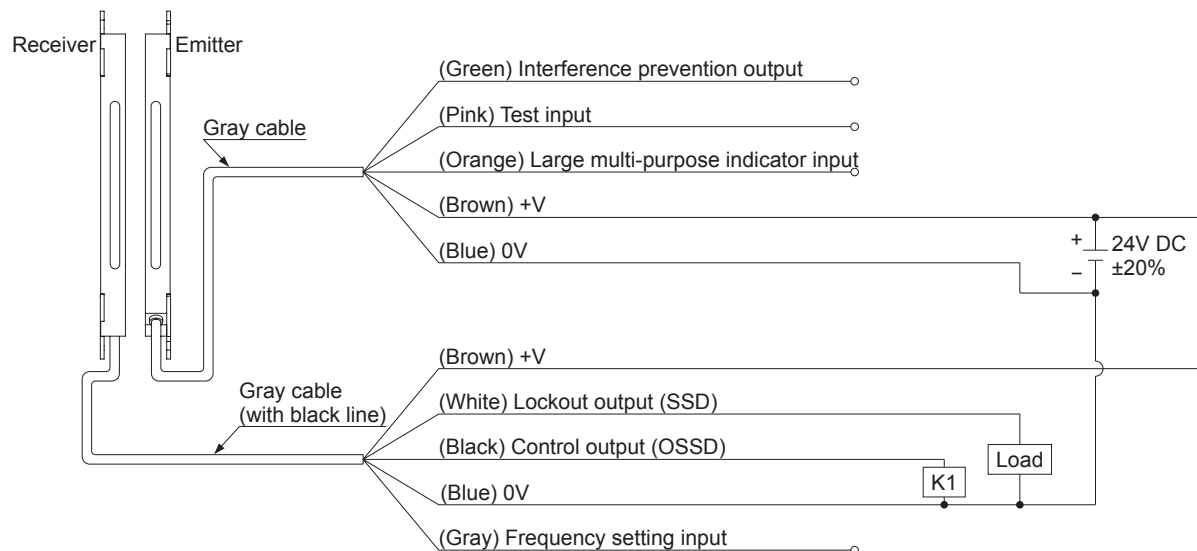 Receiver
Emitter
(Green) Interference prevention output
(Pink) Test input
Gray cable
(Orange) Large multi-purpose indicator input
(Brown) +V
(Blue) 0V
+
24V DC
−
±20%
(Brown) +V
Gray cable
(with black line)
(White) Lockout output (SSD)
(Black) Control output (OSSD)
Load
K1
(Blue) 0V
(Gray) Frequency setting input